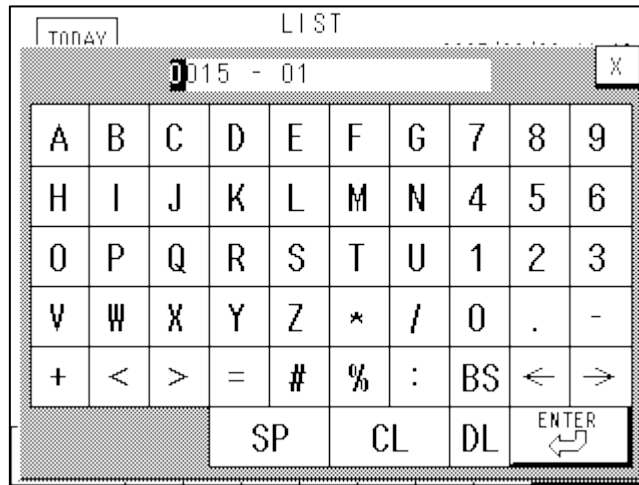 LIST
TODAY
0015 - 01
X
A B C D E F G 7 8 9
H I J K L M N 4 5 6
O P Q R S T U 1 2 3
V W X Y Z * / 0 . -
+ < > = # % : BS ← →
SP CL DL ENTER